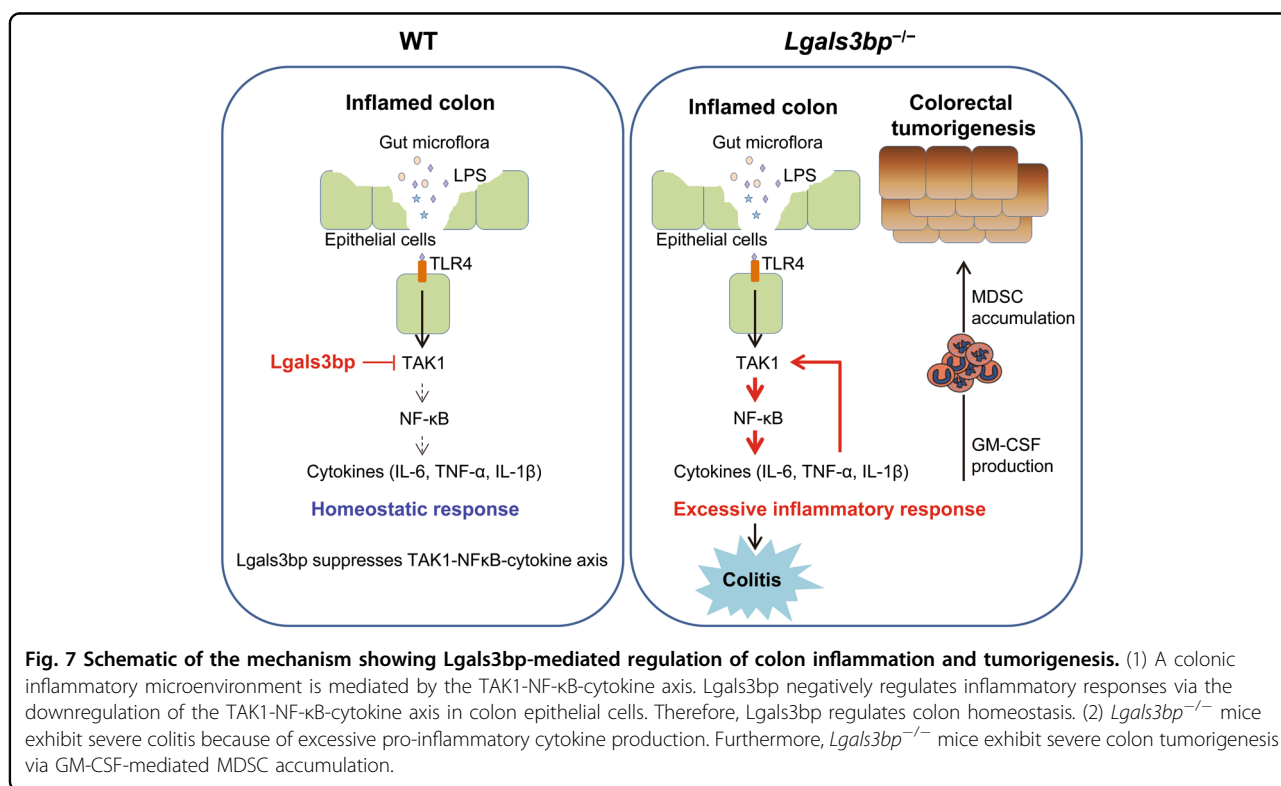 WT
Inflamed colon
Gut microflora
LPS
Epithelial cells
TLR4
Lgals3bp
TAK1
NF-κB
Cytokines (IL-6, TNF-α, IL-1β)
Homeostatic response
Lgals3bp suppresses TAK1-NFκB-cytokine axis
Lgals3bp−/−
Inflamed colon
Gut microflora
LPS
Epithelial cells
TLR4
TAK1
NF-κB
Cytokines (IL-6, TNF-α, IL-1β)
Excessive inflammatory response
Colitis
Colorectal
tumorigenesis
MDSC
accumulation
GM-CSF
production
Fig. 7 Schematic of the mechanism showing Lgals3bp-mediated regulation of colon inflammation and tumorigenesis. (1) A colonic
inflammatory microenvironment is mediated by the TAK1-NF-κB-cytokine axis. Lgals3bp negatively regulates inflammatory responses via the
downregulation of the TAK1-NF-κB-cytokine axis in colon epithelial cells. Therefore, Lgals3bp regulates colon homeostasis. (2) Lgals3bp−/− mice
exhibit severe colitis because of excessive pro-inflammatory cytokine production. Furthermore, Lgals3bp−/− mice exhibit severe colon tumorigenesis
via GM-CSF-mediated MDSC accumulation.